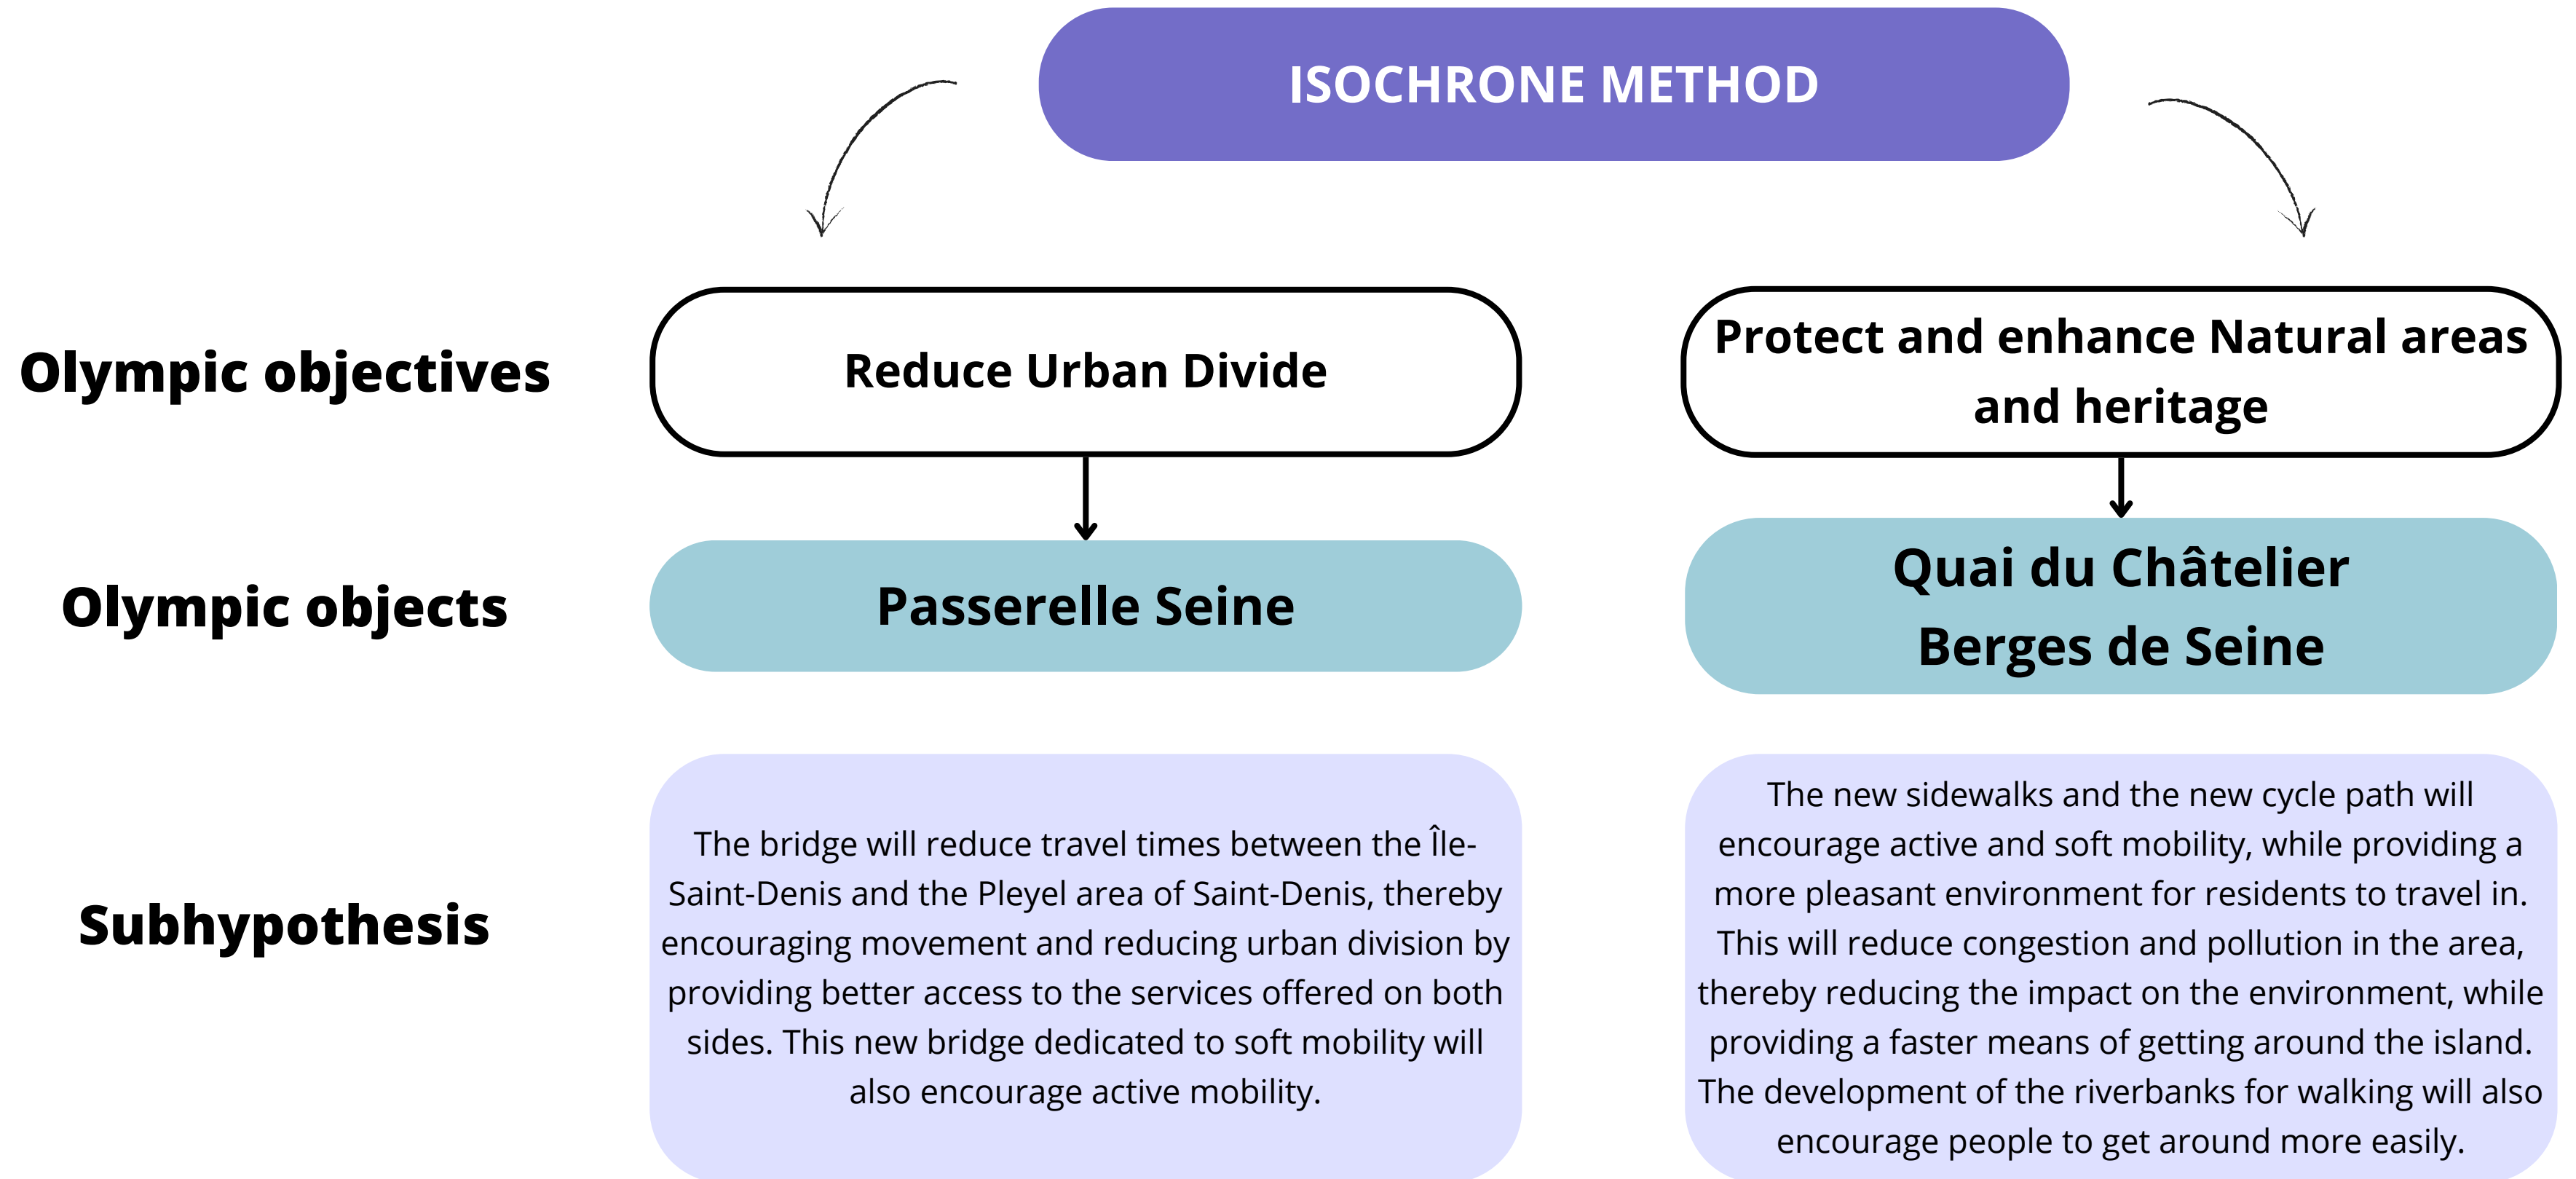 ISOCHRONE METHOD
Olympic objectives
Reduce Urban Divide
Protect and enhance Natural areas
and heritage
Olympic objects
Passerelle Seine
Quai du Châtelier
Berges de Seine
Subhypothesis
The bridge will reduce travel times between the Île-
Saint-Denis and the Pleyel area of Saint-Denis, thereby
encouraging movement and reducing urban division by
providing better access to the services offered on both
sides. This new bridge dedicated to soft mobility will
also encourage active mobility.
The new sidewalks and the new cycle path will
encourage active and soft mobility, while providing a
more pleasant environment for residents to travel in.
This will reduce congestion and pollution in the area,
thereby reducing the impact on the environment, while
providing a faster means of getting around the island.
The development of the riverbanks for walking will also
encourage people to get around more easily.